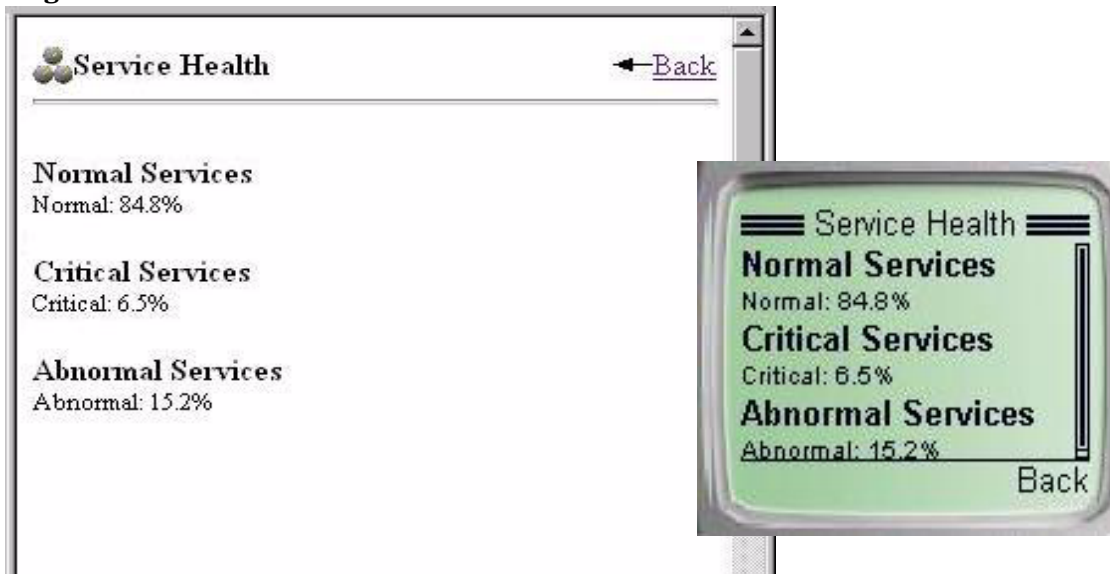 Service Health
Back
Normal Services
Normal: 84.8%
Critical Services
Critical: 6.5%
Abnormal Services
Abnormal: 15.2%
Service Health
Normal Services
Normal: 84.8%
Critical Services
Critical: 6.5%
Abnormal Services
Abnormal: 15.2%
Back